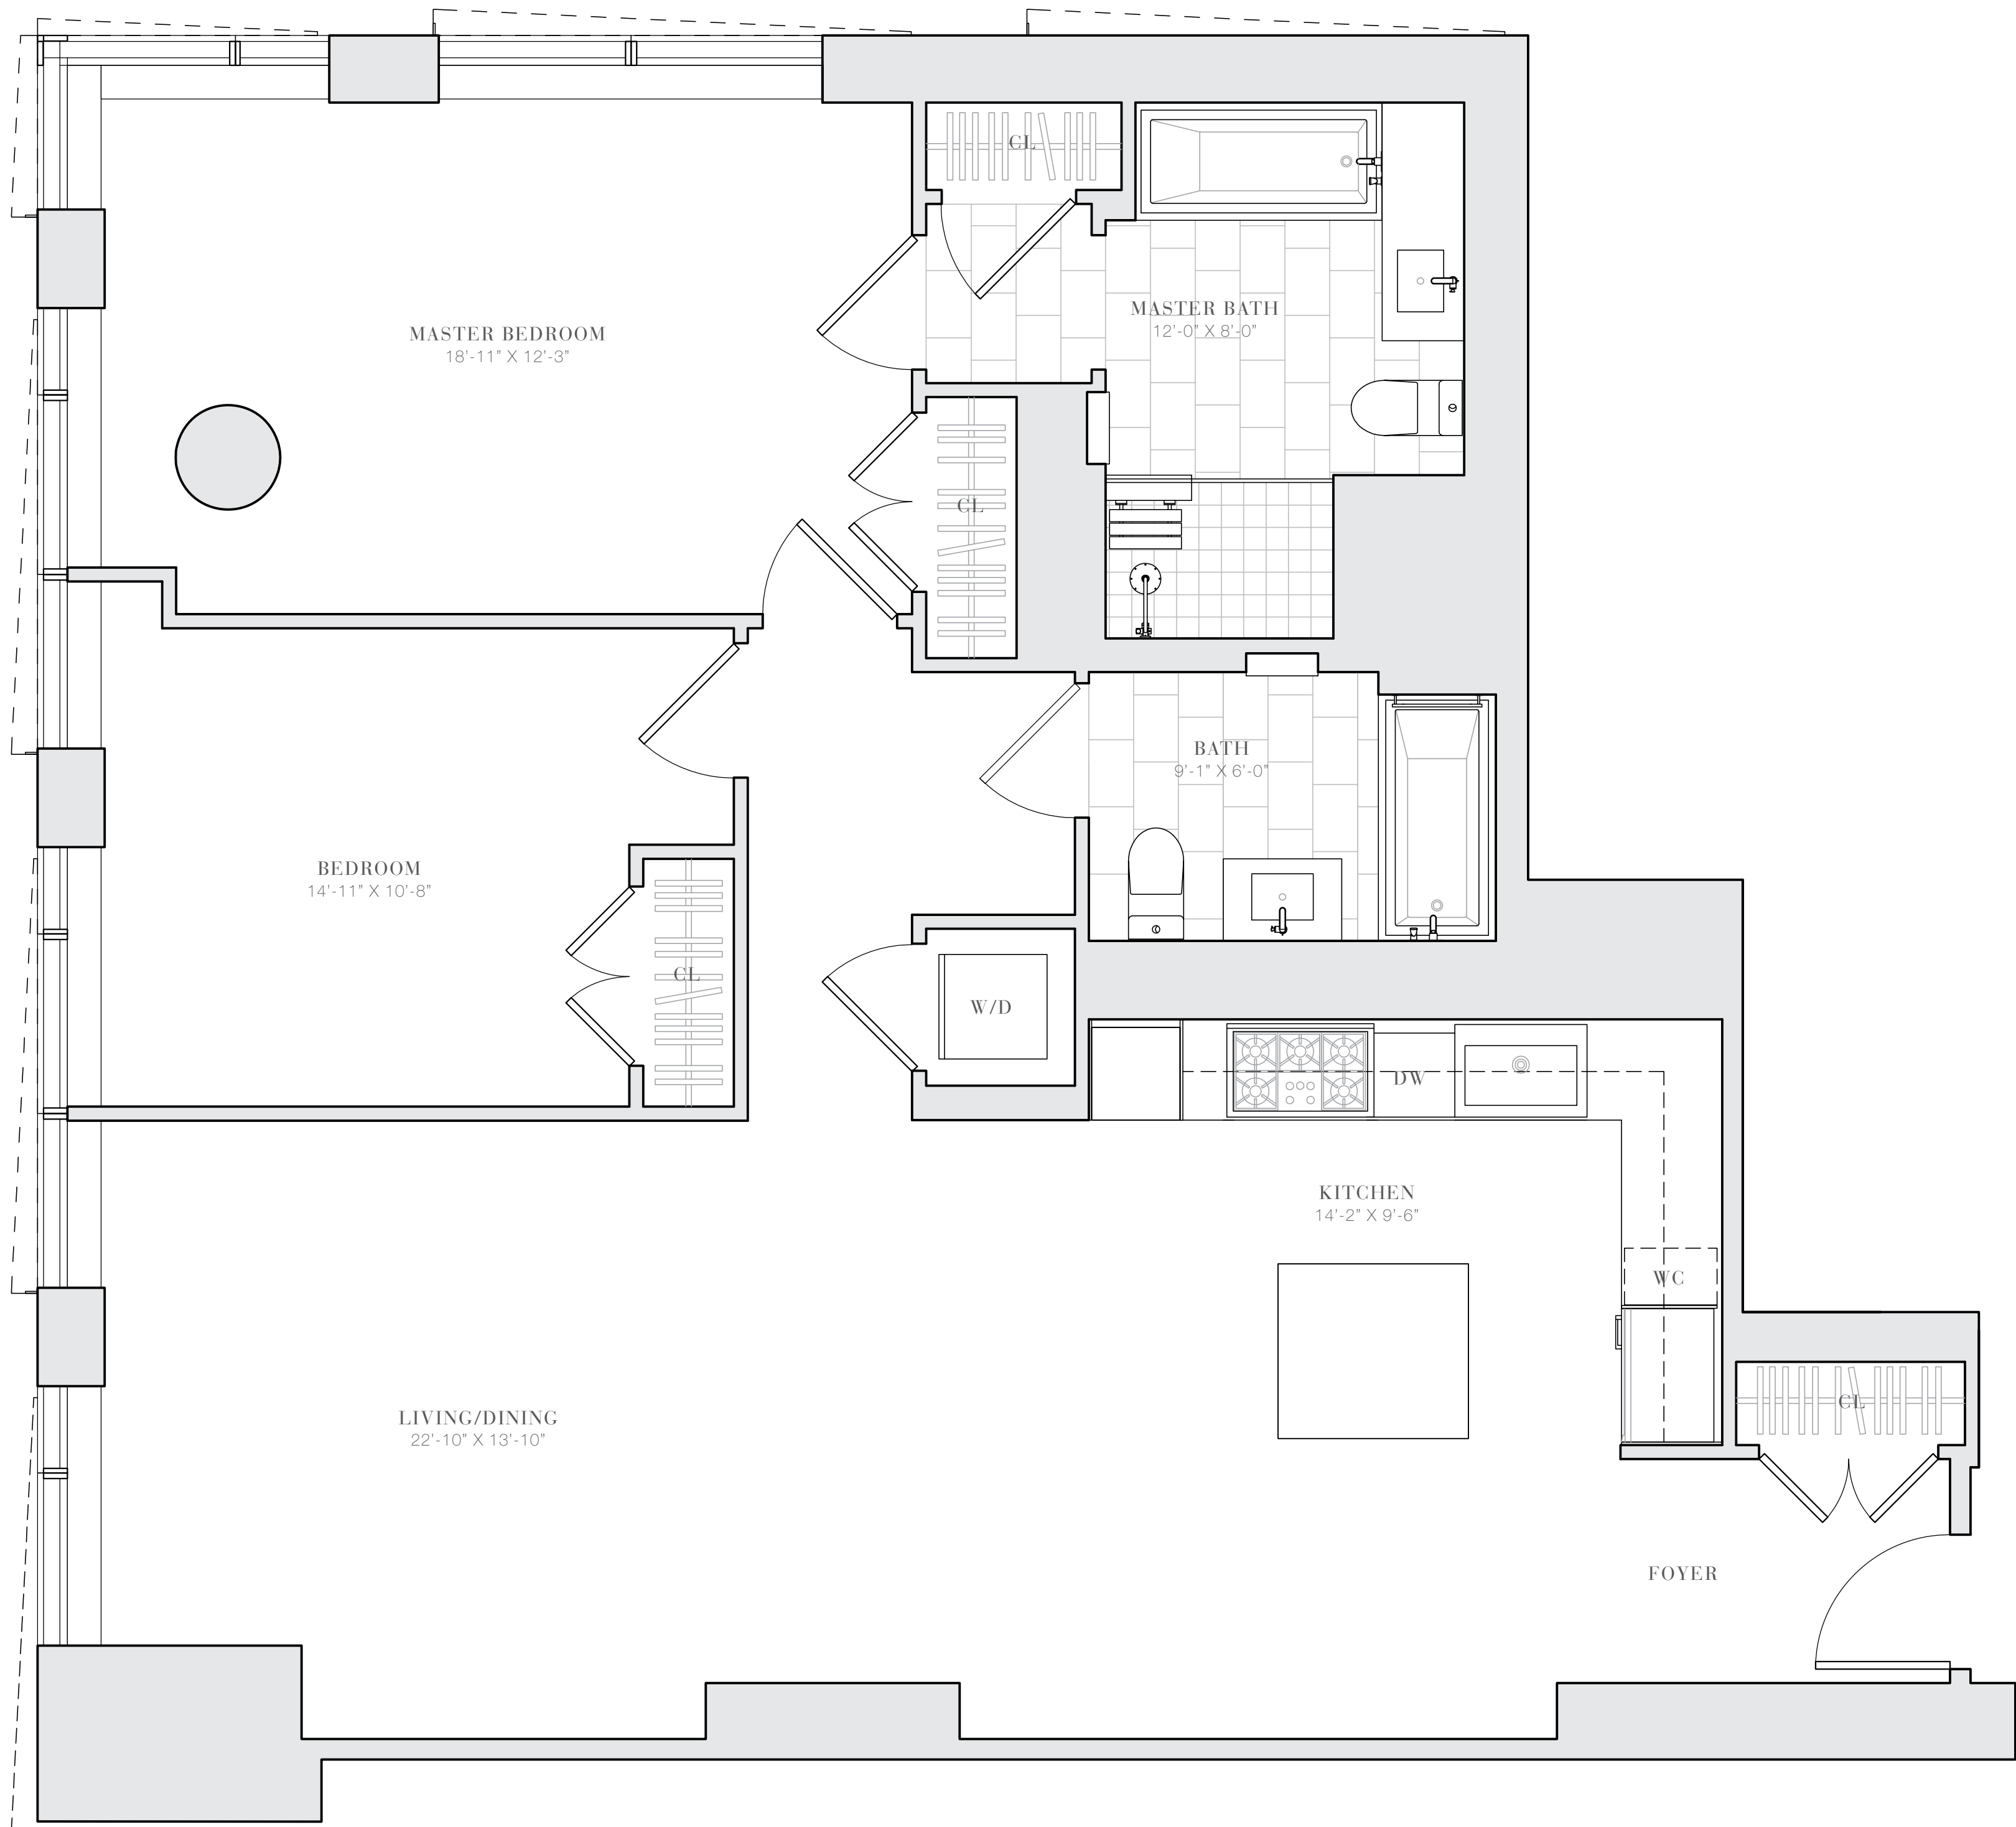 CL
MASTER BEDROOM
18'-11" X 12'-3"
MASTER BATH
12'-0" X 8'-0"
CL
BATH
9'-1" X 6'-0"
BEDROOM
14'-11" X 10'-8"
CL
W/D
DW
KITCHEN
14'-2" X 9'-6"
WC
CL
LIVING/DINING
22'-10" X 13'-10"
FOYER